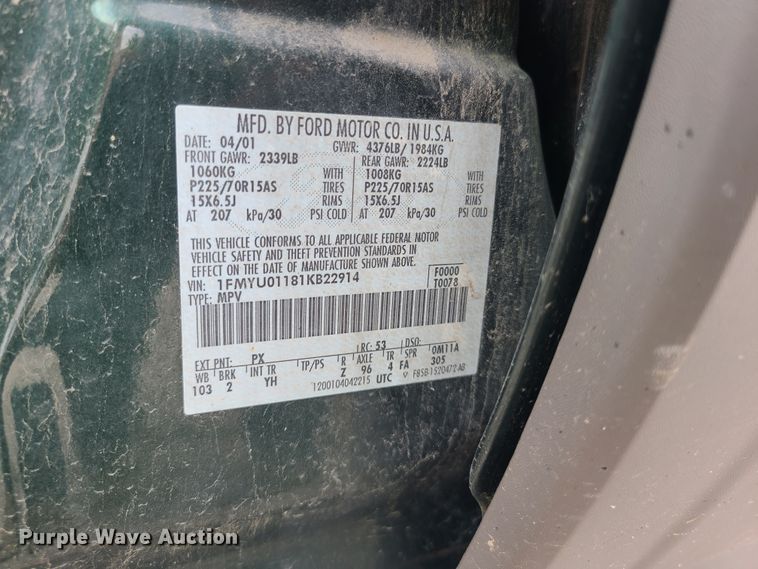 MFD. BY FORD MOTOR CO. IN U.S.A.
DATE: 04/01 GVWR: 4376LB/ 1984KG
FRONT GAWR: 2339LB REAR GAWR: 2224LB
1060KG WITH 1008KG WITH
P225/70R15AS TIRES P225/70R15AS TIRES
15X6.5J RIMS 15X6.5J RIMS
AT 207 kPa/30 PSI COLD AT 207 kPa/30 PSI COLD
THIS VEHICLE CONFORMS TO ALL APPLICABLE FEDERAL MOTOR
VEHICLE SAFETY AND THEFT PREVENTION STANDARDS IN
EFFECT ON THE DATE OF MANUFACTURE SHOWN ABOVE.
VIN: 1FMYU01181KB22914 F0000
TYPE: MPV T0078
EXT PNT: PX LRC: 53 DSO:
WB BRK INT TR TP/PS R AXLE TR SPR 0M11A
103 2 YH Z 96 4 FA 305
1200104042215 UTC F85B-1520472-AB
Purple Wave Auction